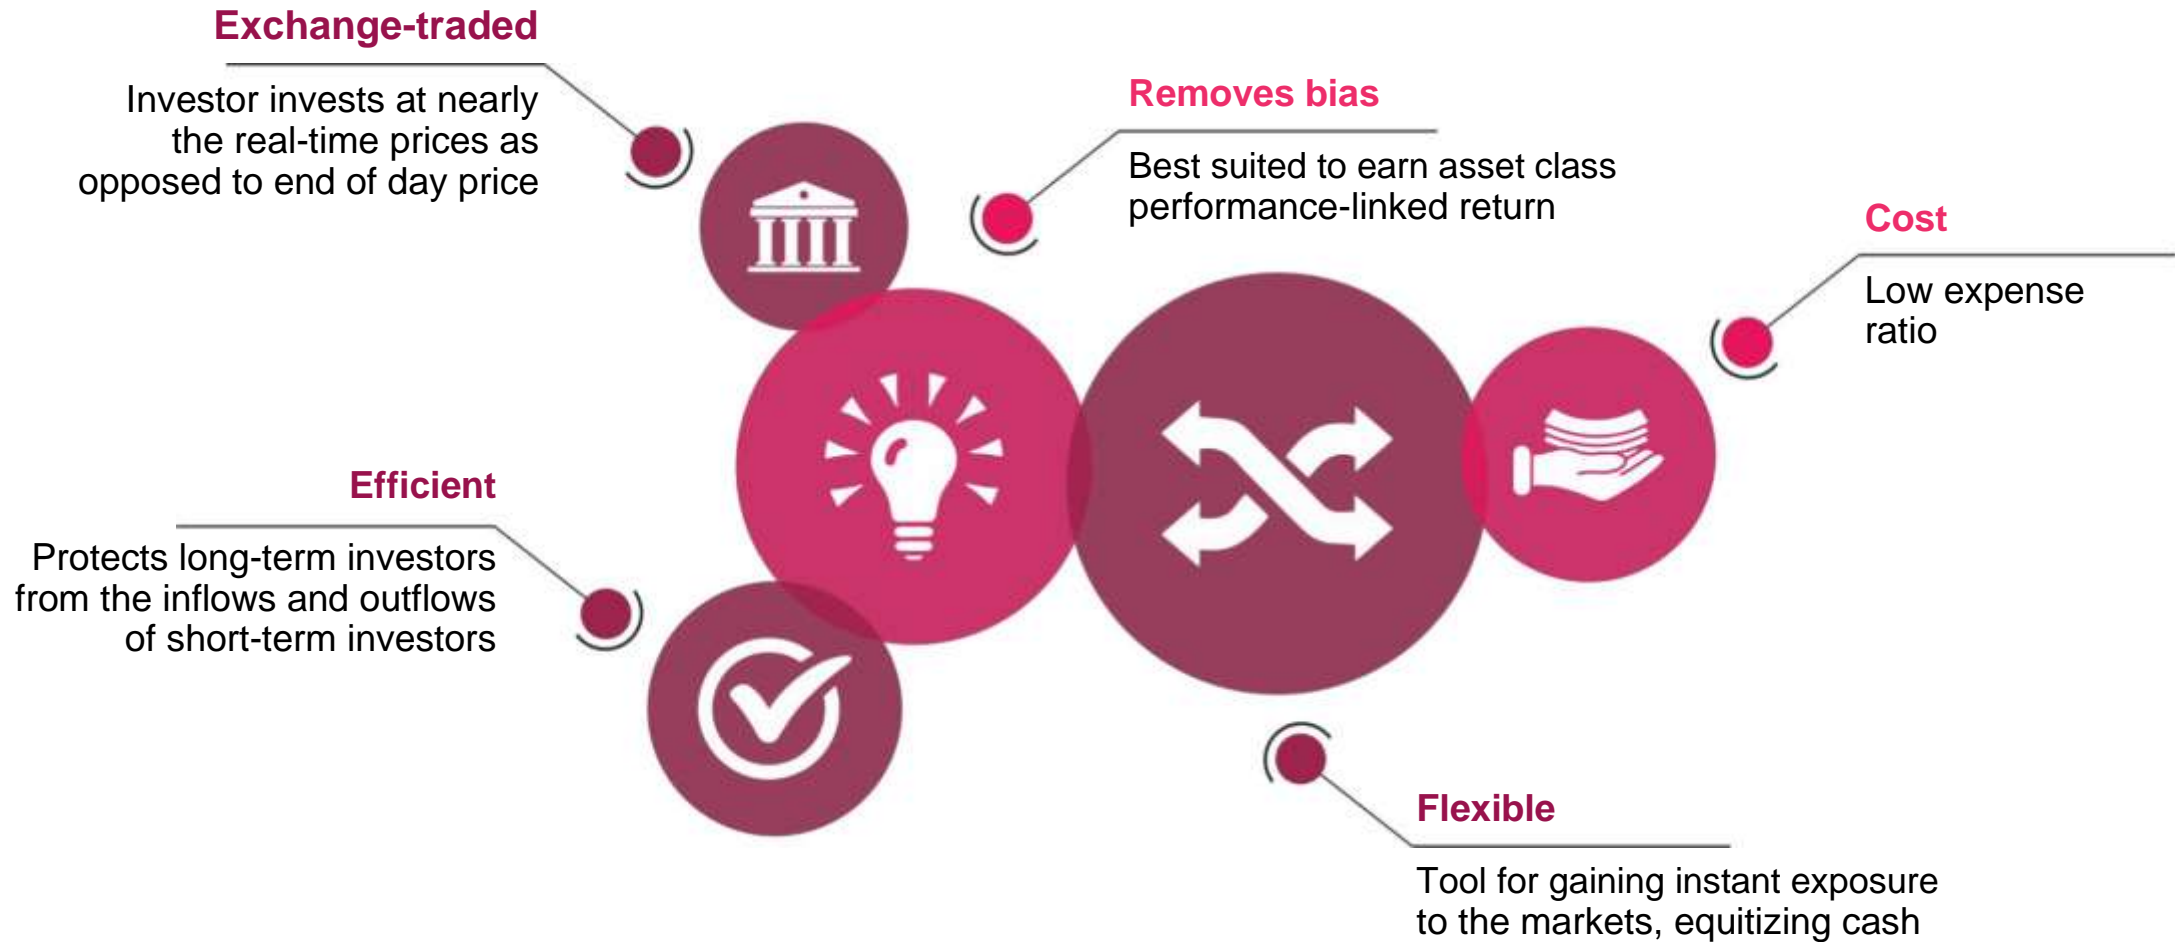 Exchange-traded
Investor invests at nearly
the real-time prices as
opposed to end of day price
Removes bias
Best suited to earn asset class
performance-linked return
Cost
Low expense
ratio
Efficient
Protects long-term investors
from the inflows and outflows
of short-term investors
Flexible
Tool for gaining instant exposure
to the markets, equitizing cash